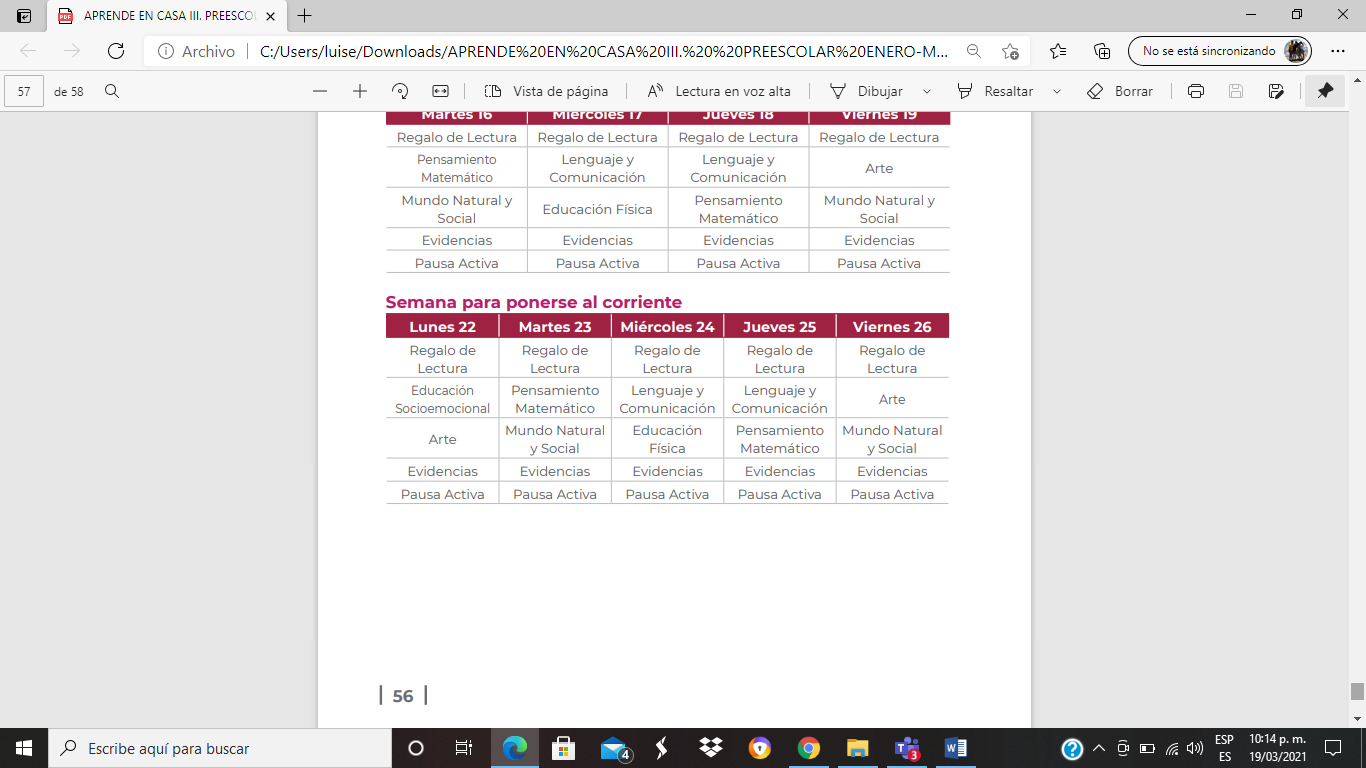 APRENDE EN CASA III. PREESCOL
Archivo C:/Users/luise/Downloads/APRENDE%20EN%20CASA%20III.%20%20PREESCOLAR%20ENERO-M... No se está sincronizando
57 de 58 Vista de página Lectura en voz alta Dibujar Resaltar Borrar
Martes 16 Miércoles 17 Jueves 18 Viernes 19
Regalo de Lectura Regalo de Lectura Regalo de Lectura Regalo de Lectura
Pensamiento Lenguaje y Lenguaje y Arte
Matemático Comunicación Comunicación
Mundo Natural y Educación Física Pensamiento Mundo Natural y
Social Matemático Social
Evidencias Evidencias Evidencias Evidencias
Pausa Activa Pausa Activa Pausa Activa Pausa Activa
Semana para ponerse al corriente
Lunes 22 Martes 23 Miércoles 24 Jueves 25 Viernes 26
Regalo de Regalo de Regalo de Regalo de Regalo de
Lectura Lectura Lectura Lectura Lectura
Educación Pensamiento Lenguaje y Lenguaje y Arte
Socioemocional Matemático Comunicación Comunicación
Arte Mundo Natural Educación Pensamiento Mundo Natural
y Social Física Matemático y Social
Evidencias Evidencias Evidencias Evidencias Evidencias
Pausa Activa Pausa Activa Pausa Activa Pausa Activa Pausa Activa
56
Escribe aquí para buscar 4 3 ESP 10:14 p. m.
ES 19/03/2021